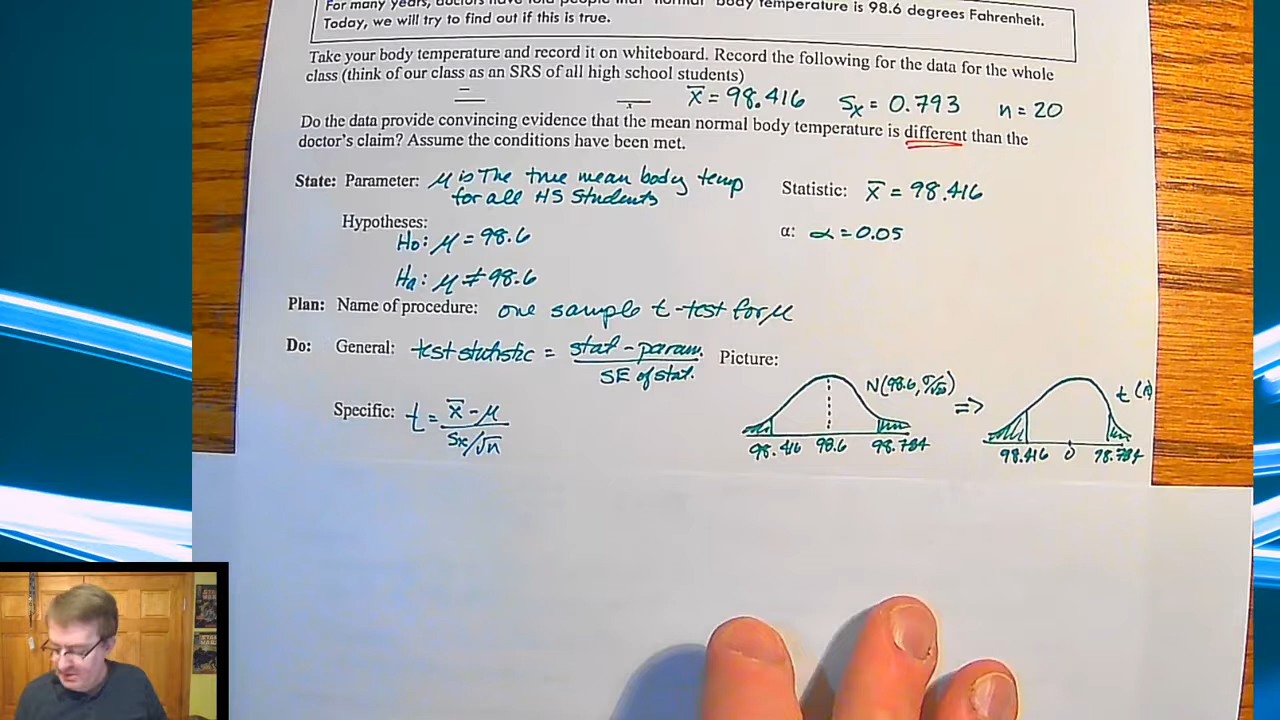 For many years, doctors have told people that "normal" body temperature is 98.6 degrees Fahrenheit.
Today, we will try to find out if this is true.
Take your body temperature and record it on whiteboard. Record the following for the data for the whole
class (think of our class as an SRS of all high school students)
x̄ = 98.416 Sx = 0.793 n = 20
Do the data provide convincing evidence that the mean normal body temperature is different than the
doctor's claim? Assume the conditions have been met.
State: Parameter: μ is The true mean body temp
for all HS Students
Statistic: x̄ = 98.416
Hypotheses:
Ho: μ = 98.6
Ha: μ ≠ 98.6
α: α = 0.05
Plan: Name of procedure: one sample t-test for μ
Do: General: test statistic = stat - param.
SE of stat.
Picture:
N(98.6, σ/√20) ⇒
98.416 98.6 98.784
98.416 0 98.784
Specific: t = x̄ - μ
Sx/√n